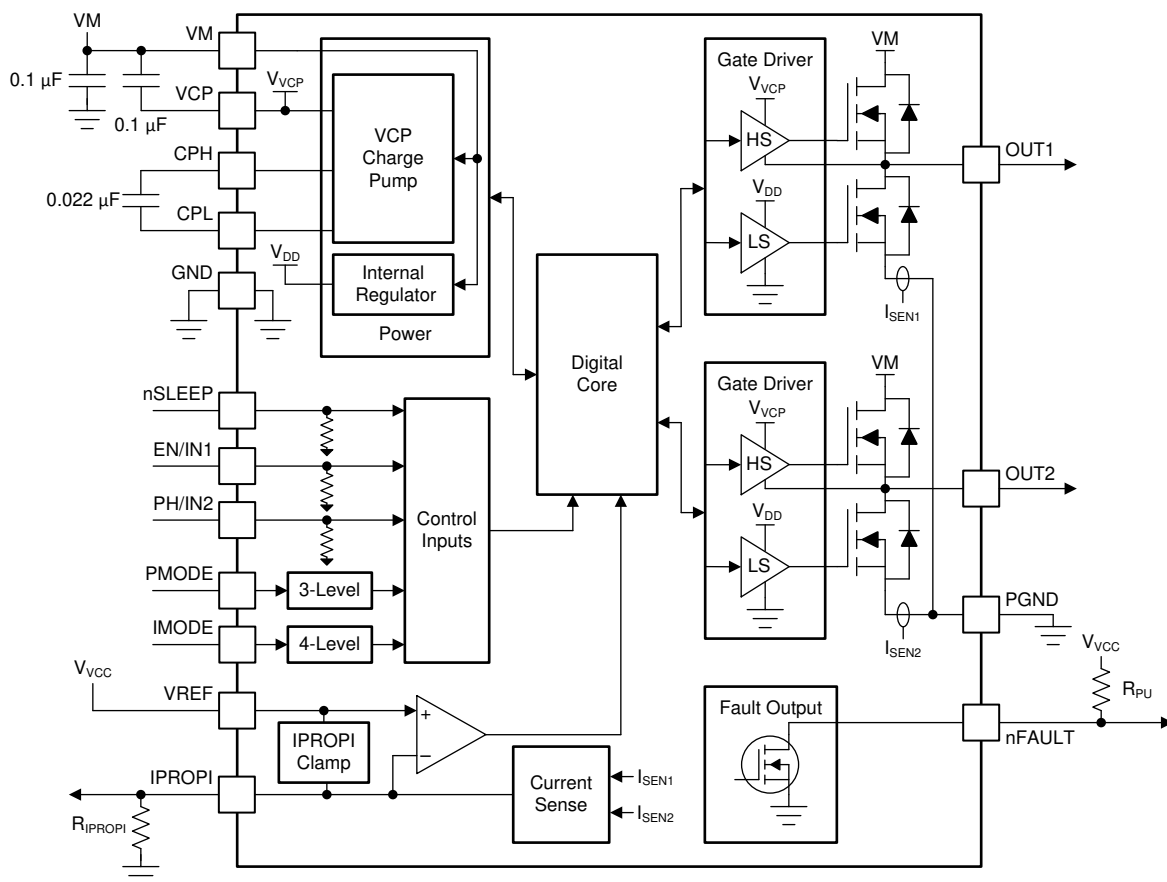 VM
VM
0.1 µF
VCP
0.1 µF
V_VCP
CPH
0.022 µF
CPL
VCP
Charge
Pump
GND
V_DD
Internal
Regulator
Power
nSLEEP
EN/IN1
PH/IN2
PMODE
3-Level
IMODE
4-Level
Control
Inputs
V_VCC
VREF
IPROPI
Clamp
+
−
IPROPI
R_IPROPI
Current
Sense
I_SEN1
I_SEN2
Digital
Core
Gate Driver
V_VCP
HS
V_DD
LS
VM
OUT1
I_SEN1
Gate Driver
V_VCP
HS
V_DD
LS
VM
OUT2
I_SEN2
PGND
V_VCC
R_PU
Fault Output
nFAULT